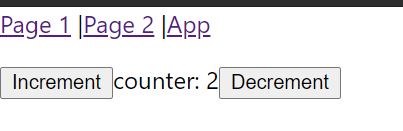 Page 1 |Page 2 |App
Increment counter: 2 Decrement